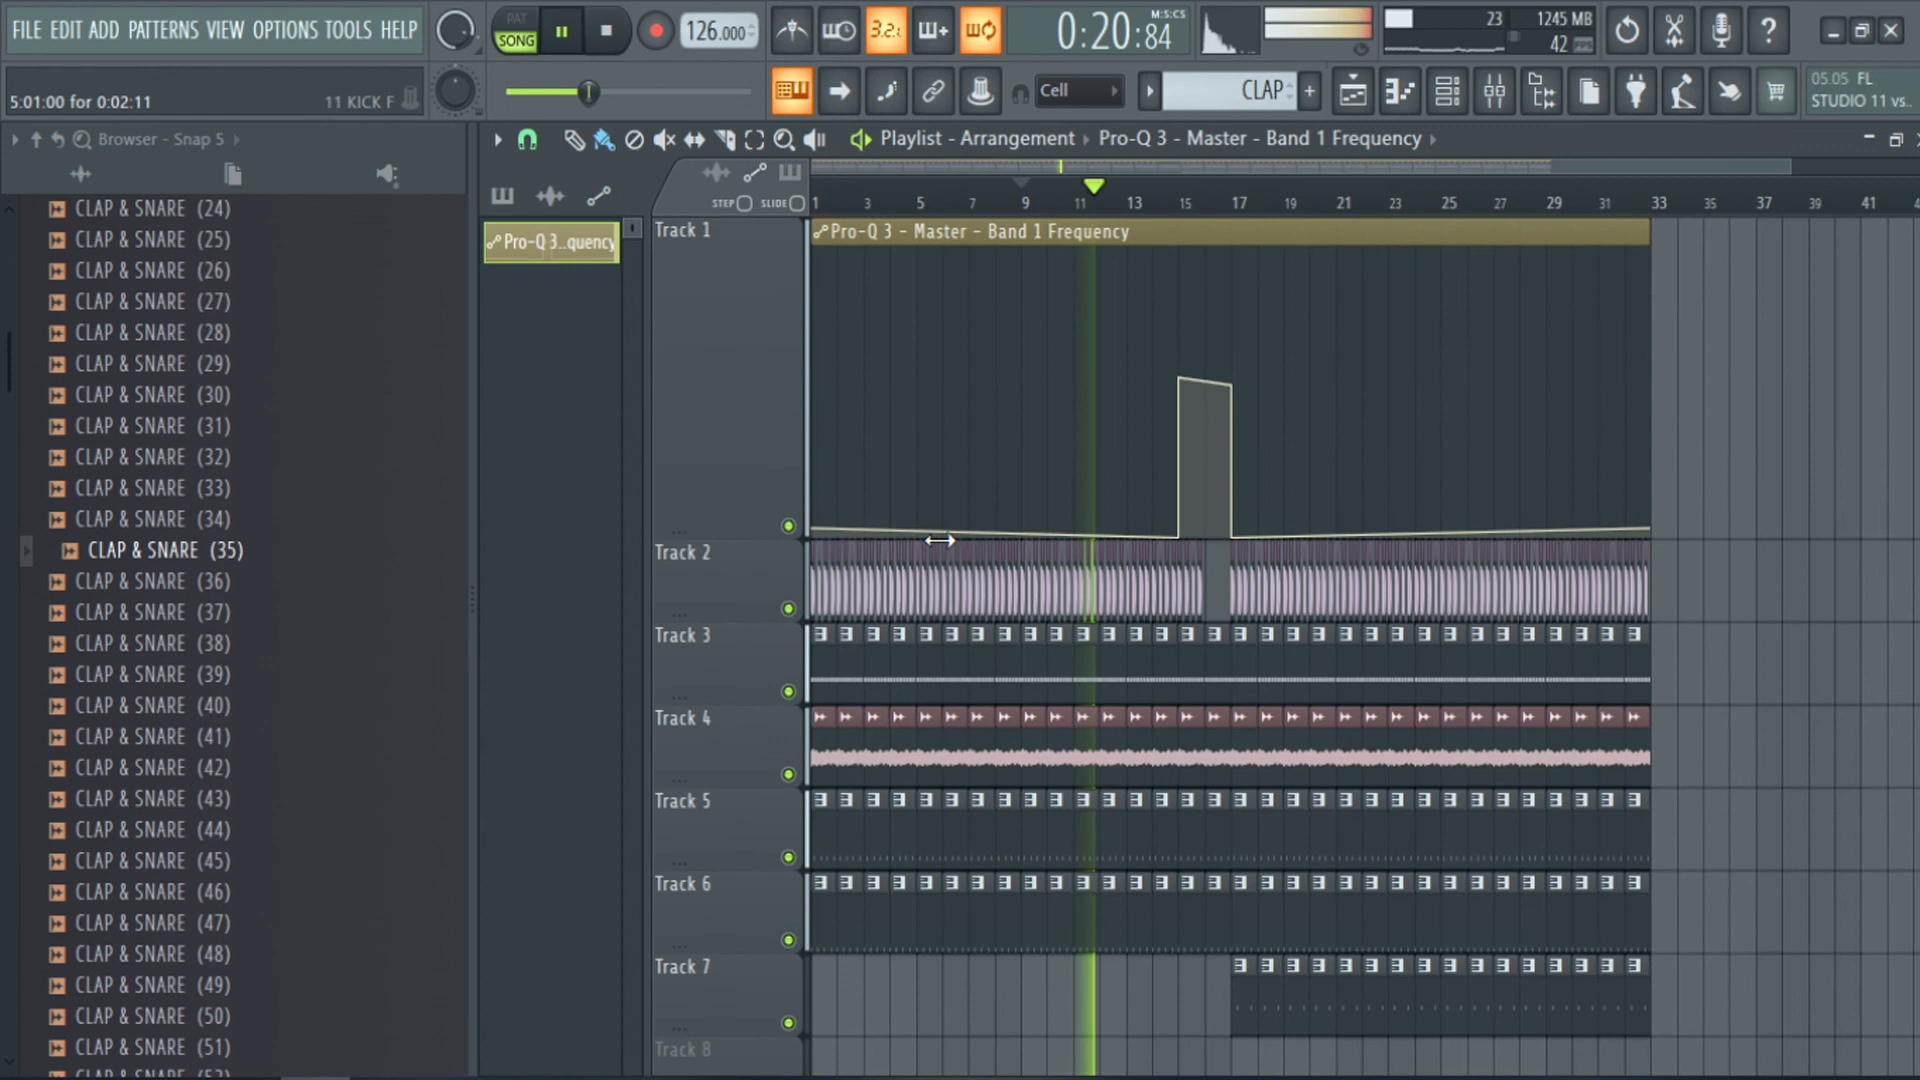 FILE EDIT ADD PATTERNS VIEW OPTIONS TOOLS HELP
PAT
SONG
126.000
3.2.1
0:20:84
M:S:CS
23
1245 MB
42
5:01:00 for 0:02:11
11 KICK F
Cell
CLAP
+
05.05 FL
STUDIO 11 vs..
Browser - Snap 5
Playlist - Arrangement
Pro-Q 3 - Master - Band 1 Frequency
STEP
SLIDE
1 3 5 7 9 11 13 15 17 19 21 23 25 27 29 31 33 35 37 39 41
Pro-Q 3..quency
Track 1
Pro-Q 3 - Master - Band 1 Frequency
Track 2
Track 3
Track 4
Track 5
Track 6
Track 7
Track 8
CLAP & SNARE (24)
CLAP & SNARE (25)
CLAP & SNARE (26)
CLAP & SNARE (27)
CLAP & SNARE (28)
CLAP & SNARE (29)
CLAP & SNARE (30)
CLAP & SNARE (31)
CLAP & SNARE (32)
CLAP & SNARE (33)
CLAP & SNARE (34)
CLAP & SNARE (35)
CLAP & SNARE (36)
CLAP & SNARE (37)
CLAP & SNARE (38)
CLAP & SNARE (39)
CLAP & SNARE (40)
CLAP & SNARE (41)
CLAP & SNARE (42)
CLAP & SNARE (43)
CLAP & SNARE (44)
CLAP & SNARE (45)
CLAP & SNARE (46)
CLAP & SNARE (47)
CLAP & SNARE (48)
CLAP & SNARE (49)
CLAP & SNARE (50)
CLAP & SNARE (51)